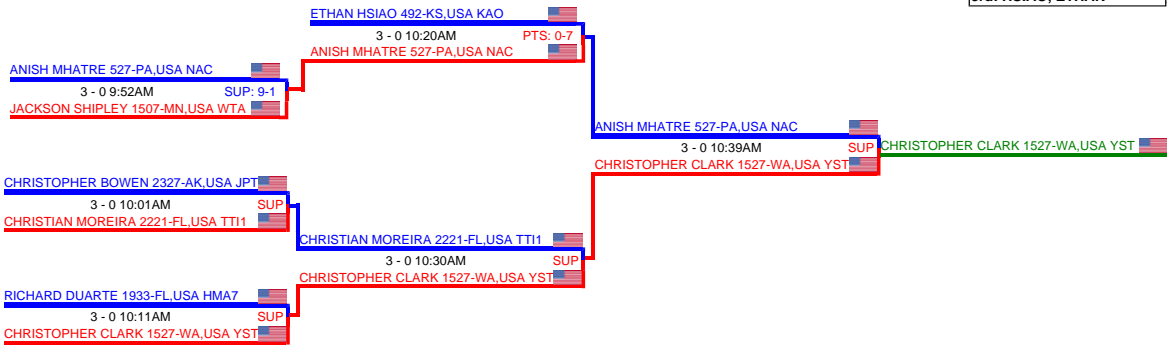 3rd: HSIAO, ETHAN
ETHAN HSIAO 492-KS,USA KAO
3 - 0 10:20AM PTS: 0-7
ANISH MHATRE 527-PA,USA NAC
ANISH MHATRE 527-PA,USA NAC
3 - 0 9:52AM SUP: 9-1
JACKSON SHIPLEY 1507-MN,USA WTA
ANISH MHATRE 527-PA,USA NAC
3 - 0 10:39AM SUP
CHRISTOPHER CLARK 1527-WA,USA YST
CHRISTOPHER CLARK 1527-WA,USA YST
CHRISTOPHER BOWEN 2327-AK,USA JPT
3 - 0 10:01AM SUP
CHRISTIAN MOREIRA 2221-FL,USA TTI1
CHRISTIAN MOREIRA 2221-FL,USA TTI1
3 - 0 10:30AM SUP
CHRISTOPHER CLARK 1527-WA,USA YST
RICHARD DUARTE 1933-FL,USA HMA7
3 - 0 10:11AM SUP
CHRISTOPHER CLARK 1527-WA,USA YST